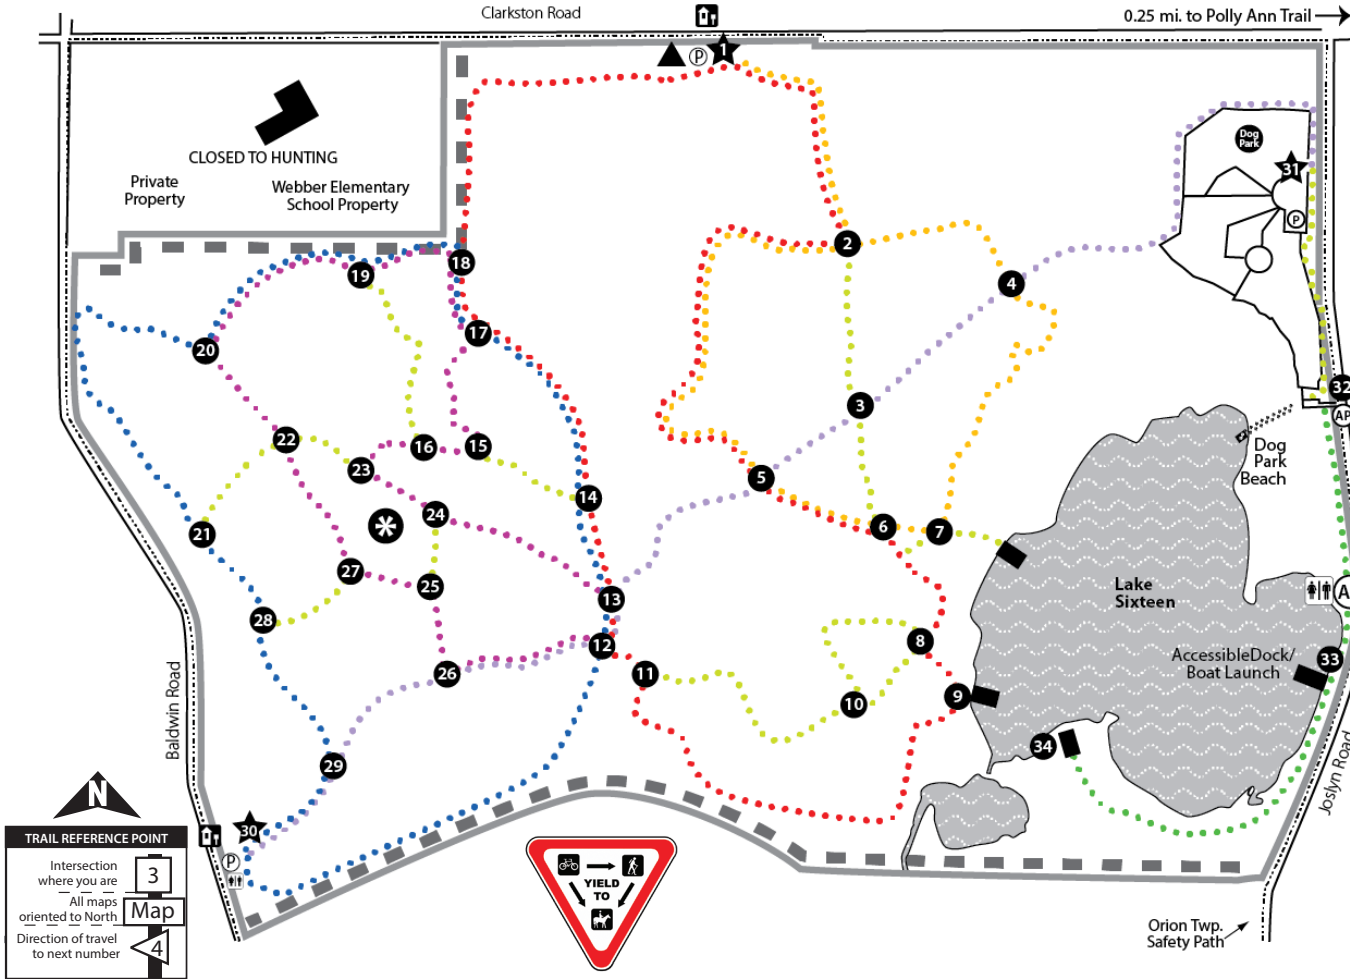 Clarkston Road
0.25 mi. to Polly Ann Trail
P
1
Dog
Park
31
P
CLOSED TO HUNTING
Private
Property
Webber Elementary
School Property
2
18
19
4
17
20
32
3
AP
22
16
15
23
Dog
Park
Beach
5
14
24
6
7
21
27
25
Lake
Sixteen
13
A
28
12
8
33
AccessibleDock/
Boat Launch
26
11
9
10
34
Baldwin Road
29
Joslyn Road
N
30
P
TRAIL REFERENCE POINT
Intersection
where you are
3
All maps
oriented to North
Map
Direction of travel
to next number
4
YIELD
TO
Orion Twp.
Safety Path